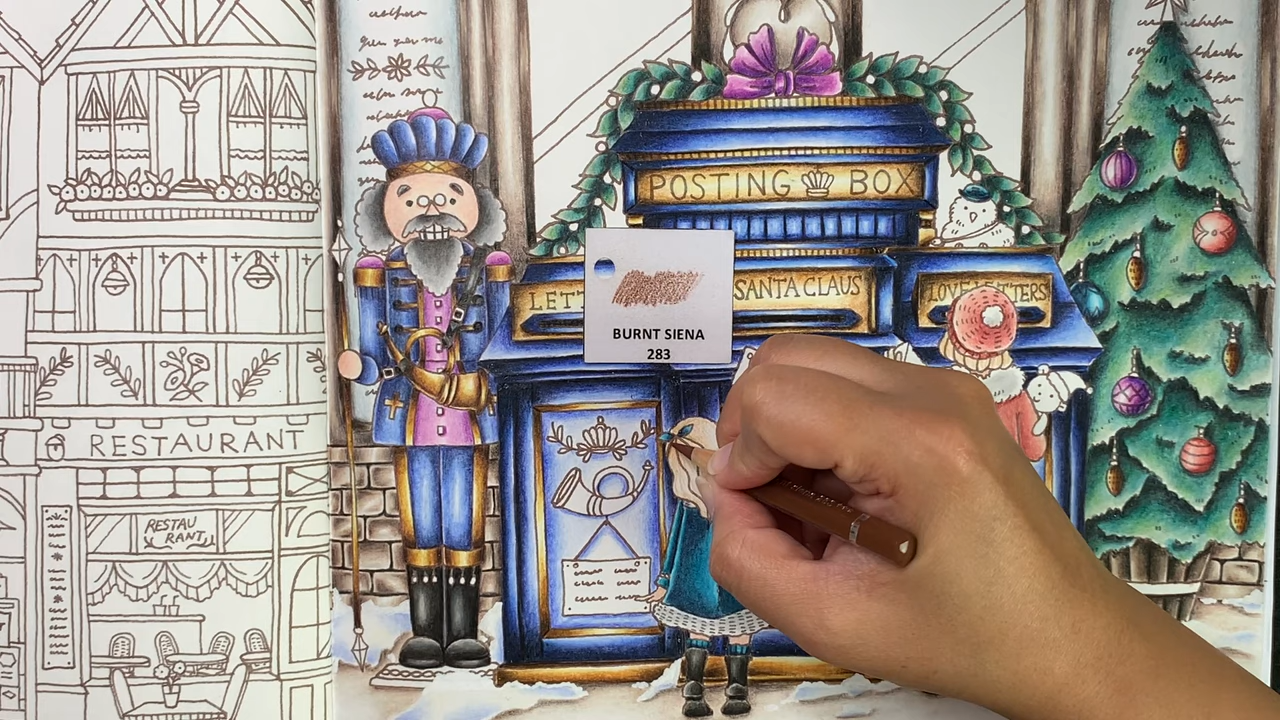 RESTAURANT
RESTAU
RANT
POSTING BOX
LETT
SANTA CLAUS
LOVE LETTERS
BURNT SIENA
283